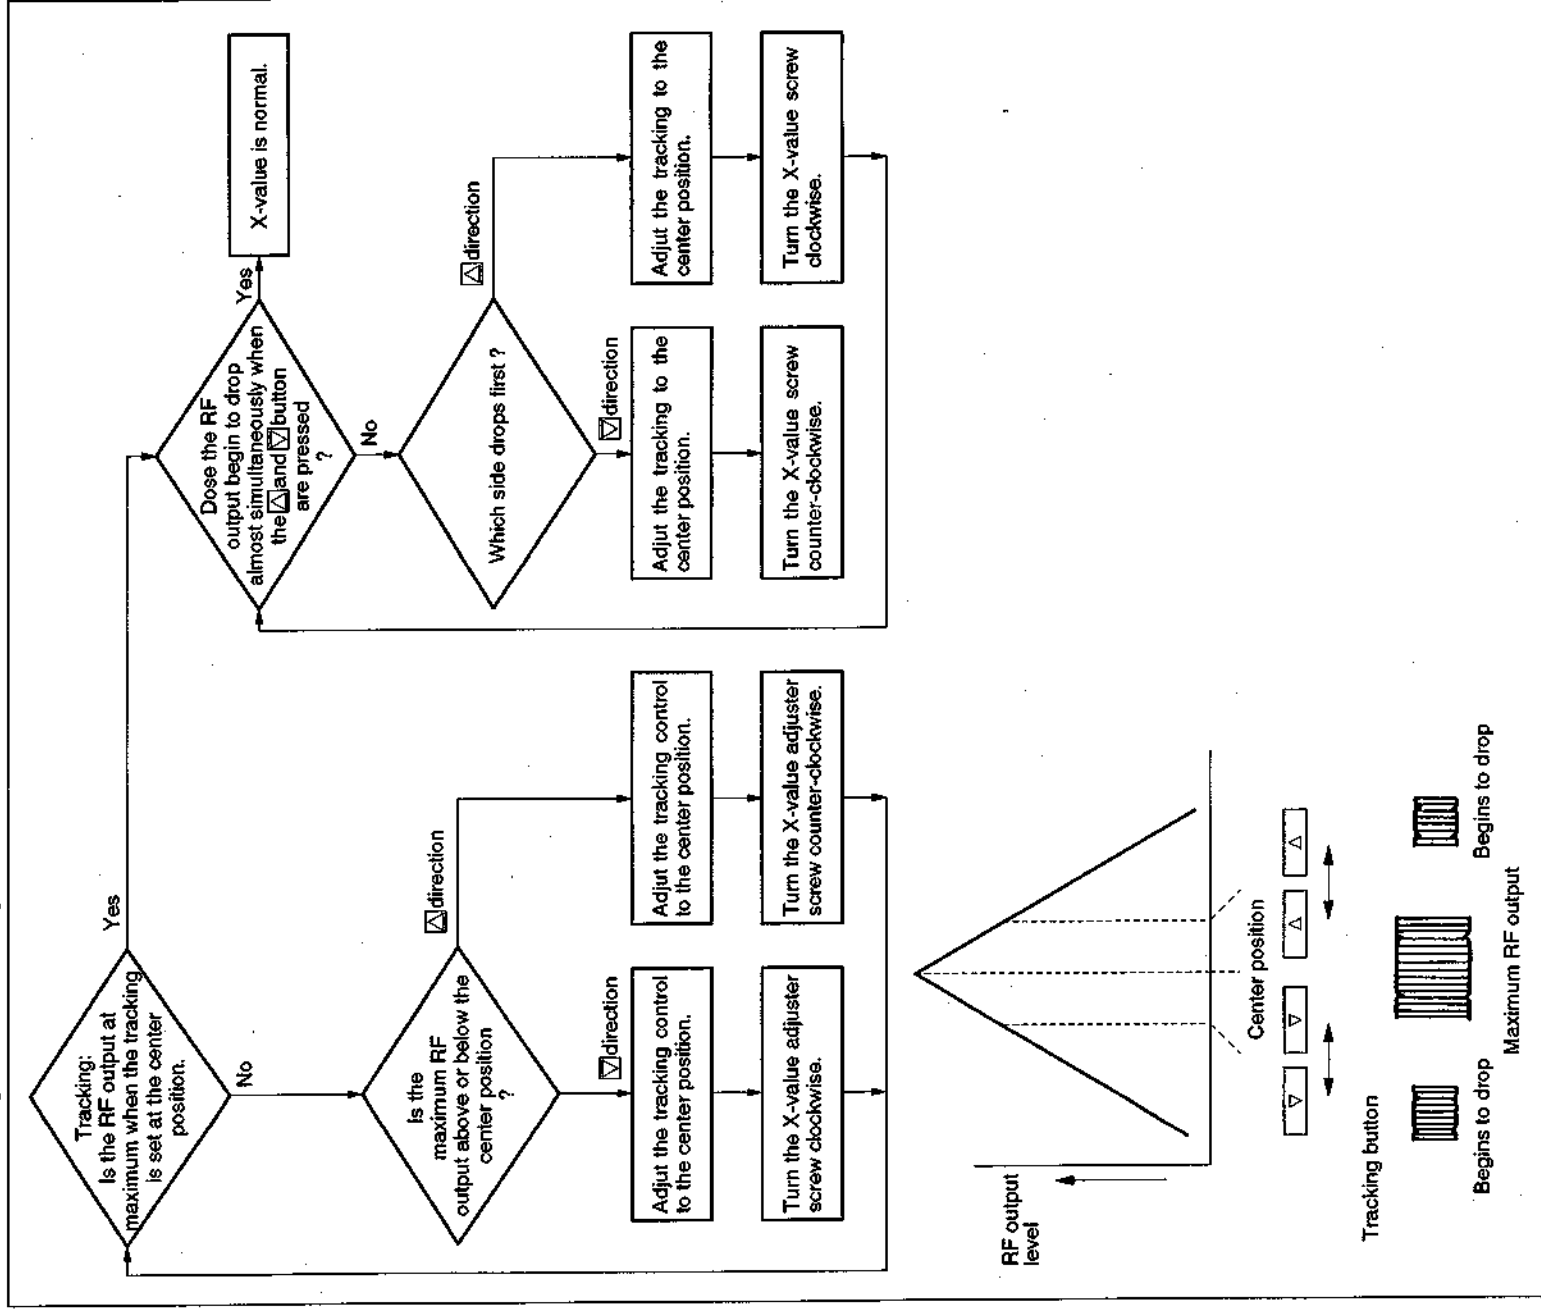 Tracking:
Is the RF output at
maximum when the tracking
is set at the center
position.
Yes
No
Is the
maximum RF
output above or below the
center position
?
△direction
▽direction
Adjut the tracking control
to the center position.
Adjut the tracking control
to the center position.
Turn the X-value adjuster
screw clockwise.
Turn the X-value adjuster
screw counter-clockwise.
Dose the RF
output begin to drop
almost simultaneously when
the △and ▽button
are pressed
?
Yes
X-value is normal.
No
Which side drops first ?
△direction
▽direction
Adjut the tracking to the
center position.
Adjut the tracking to the
center position.
Turn the X-value screw
counter-clockwise.
Turn the X-value screw
clockwise.
RF output
level
Center position
Tracking button
▽ ▽ △ △
Begins to drop
Maximum RF output
Begins to drop